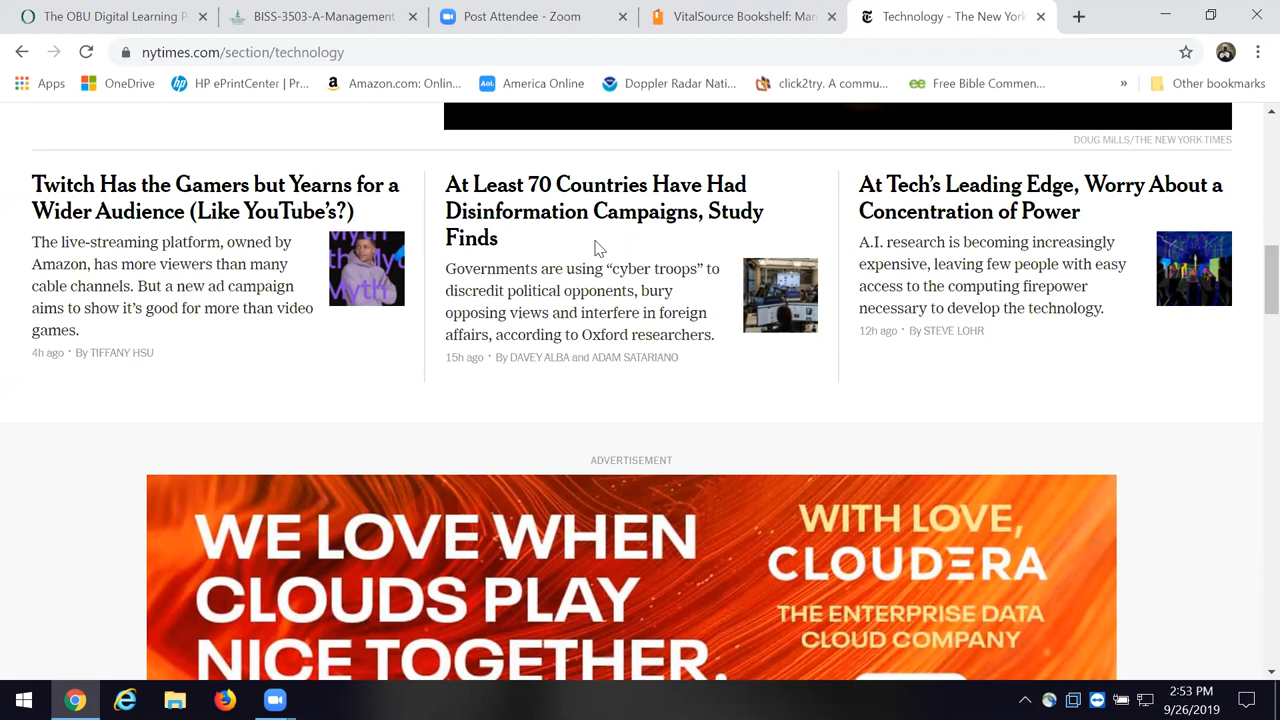 The OBU Digital Learning P
BISS-3503-A-Management
Post Attendee - Zoom
VitalSource Bookshelf: Man
Technology - The New York
nytimes.com/section/technology
Apps
OneDrive
HP ePrintCenter | Pr...
Amazon.com: Onlin...
America Online
Doppler Radar Nati...
click2try. A commu...
Free Bible Commen...
»
Other bookmarks
DOUG MILLS/THE NEW YORK TIMES
Twitch Has the Gamers but Yearns for a
Wider Audience (Like YouTube's?)
The live-streaming platform, owned by
Amazon, has more viewers than many
cable channels. But a new ad campaign
aims to show it's good for more than video
games.
4h ago · By TIFFANY HSU
At Least 70 Countries Have Had
Disinformation Campaigns, Study
Finds
Governments are using “cyber troops” to
discredit political opponents, bury
opposing views and interfere in foreign
affairs, according to Oxford researchers.
15h ago · By DAVEY ALBA and ADAM SATARIANO
At Tech's Leading Edge, Worry About a
Concentration of Power
A.I. research is becoming increasingly
expensive, leaving few people with easy
access to the computing firepower
necessary to develop the technology.
12h ago · By STEVE LOHR
ADVERTISEMENT
WE LOVE WHEN
CLOUDS PLAY
NICE TOGETHER.
WITH LOVE,
CLOUDERA
THE ENTERPRISE DATA
CLOUD COMPANY
2:53 PM
9/26/2019